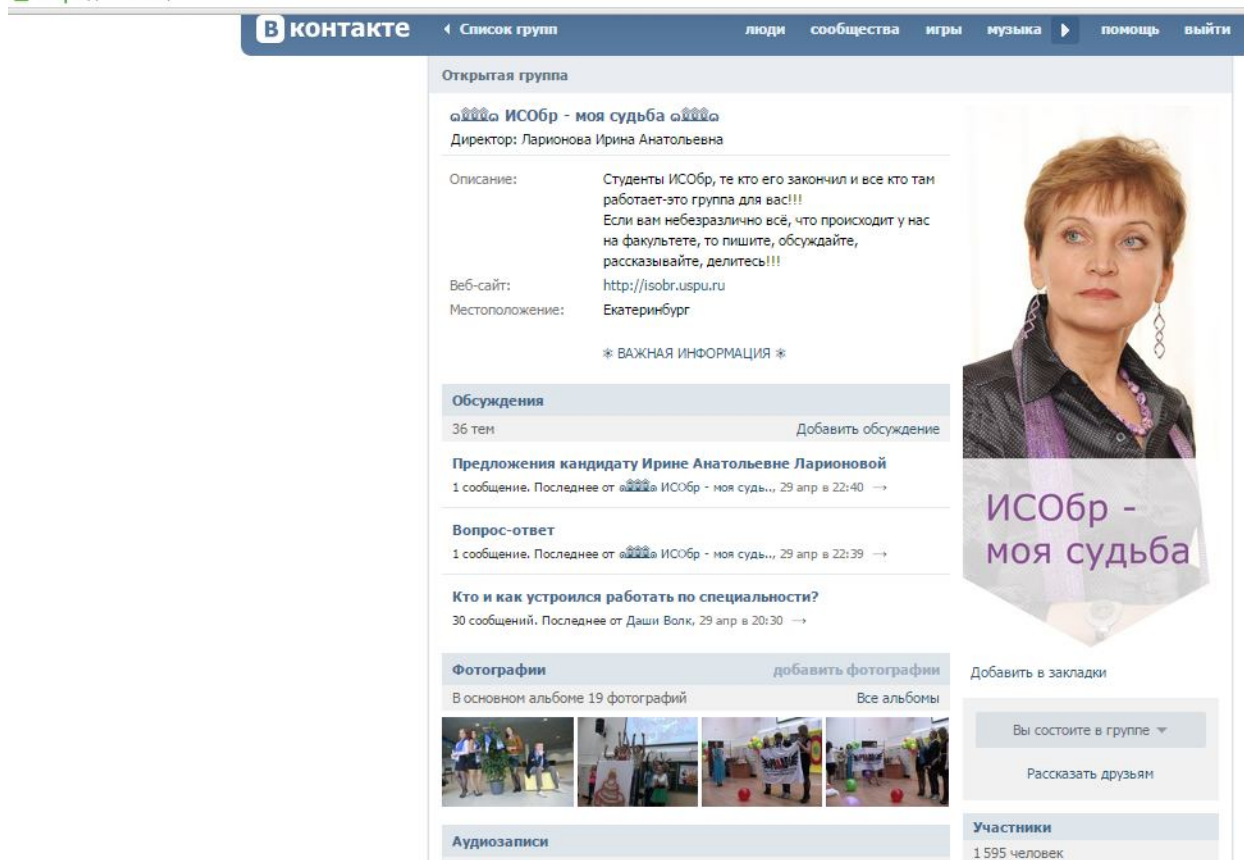 В контакте
Список групп
люди сообщества игры музыка помощь выйти
Открытая группа
ИСОбр - моя судьба
Директор: Ларионова Ирина Анатольевна
Описание: Студенты ИСОбр, те кто его закончил и все кто там
работает-это группа для вас!!!
Если вам небезразлично всё, что происходит у нас
на факультете, то пишите, обсуждайте,
рассказывайте, делитесь!!!
Веб-сайт: http://isobr.uspu.ru
Местоположение: Екатеринбург
✻ ВАЖНАЯ ИНФОРМАЦИЯ ✻
Обсуждения
36 тем Добавить обсуждение
Предложения кандидату Ирине Анатольевне Ларионовой
1 сообщение. Последнее от ИСОбр - моя судь.., 29 апр в 22:40 →
Вопрос-ответ
1 сообщение. Последнее от ИСОбр - моя судь.., 29 апр в 22:39 →
Кто и как устроился работать по специальности?
30 сообщений. Последнее от Даши Волк, 29 апр в 20:30 →
Фотографии добавить фотографии
В основном альбоме 19 фотографий Все альбомы
Аудиозаписи
ИСОбр -
моя судьба
Добавить в закладки
Вы состоите в группе
Рассказать друзьям
Участники
1 595 человек